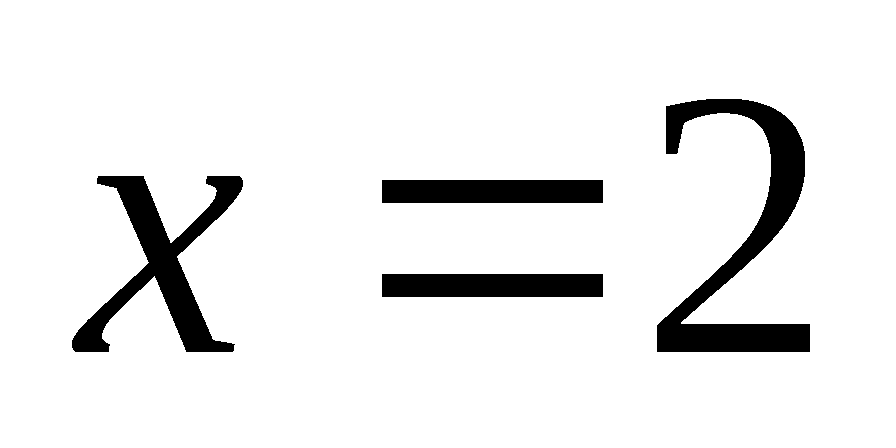 x = 2